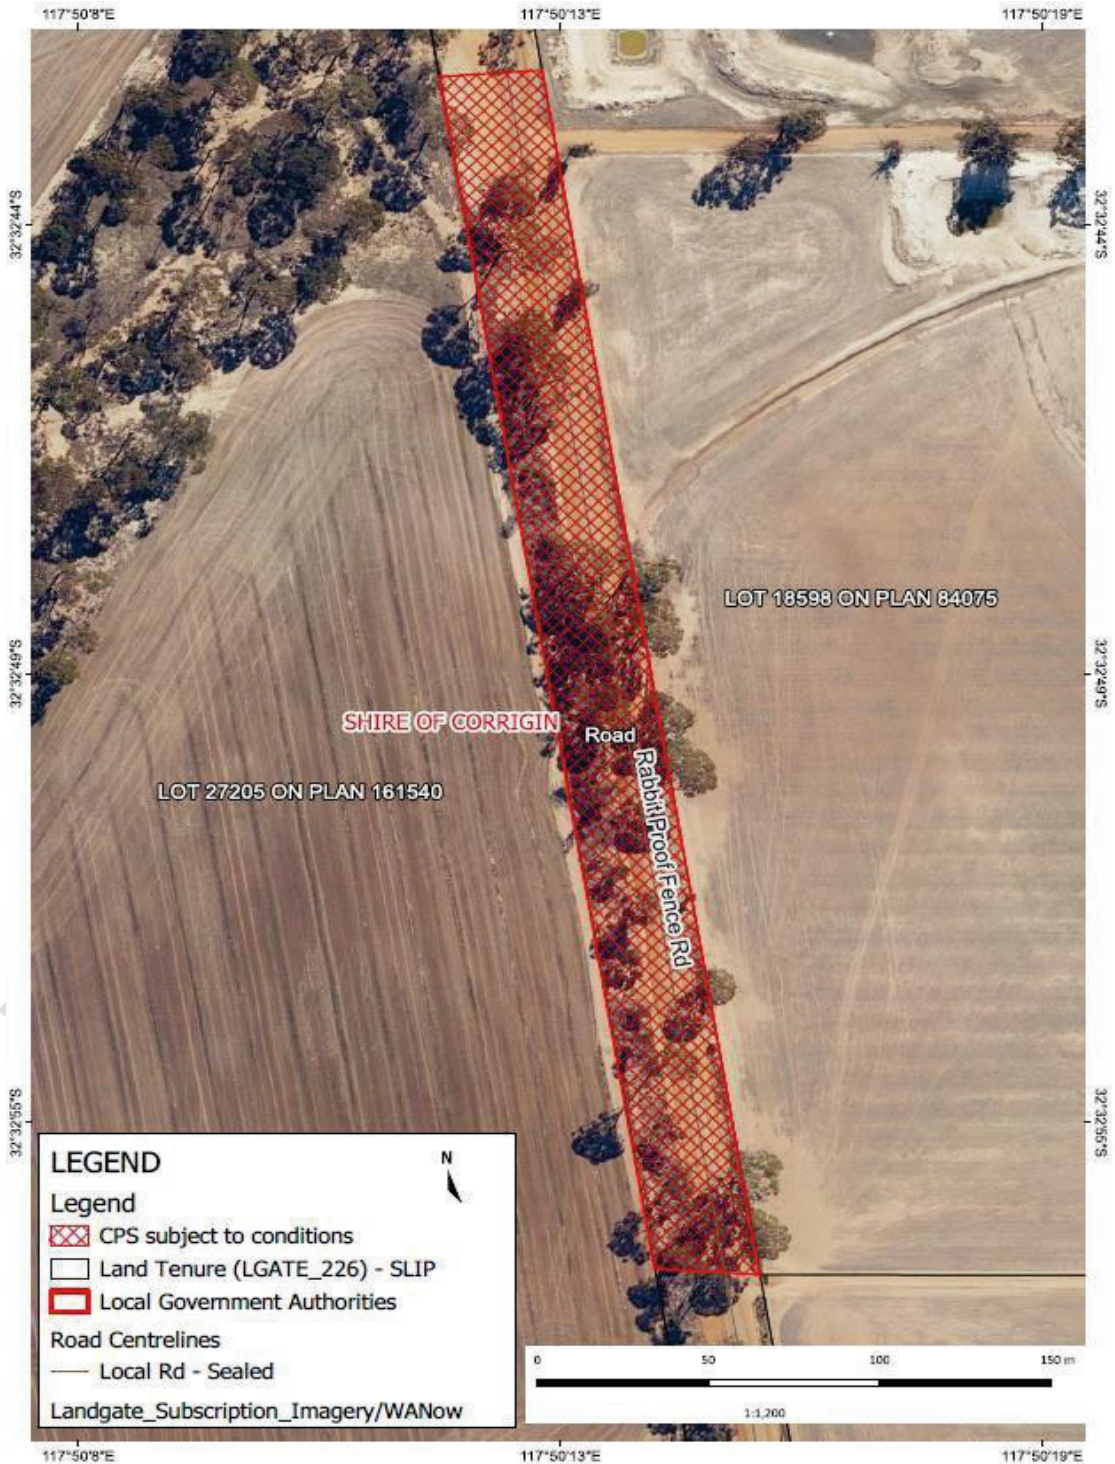 117°50'8"E
117°50'13"E
117°50'19"E
32°32'44"S
32°32'44"S
LOT 18598 ON PLAN 84075
32°32'49"S
32°32'49"S
SHIRE OF CORRIGIN
Road
Rabbit Proof Fence Rd
LOT 27205 ON PLAN 161540
32°32'55"S
32°32'55"S
LEGEND
N
Legend
CPS subject to conditions
Land Tenure (LGATE_226) - SLIP
Local Government Authorities
Road Centrelines
Local Rd - Sealed
Landgate_Subscription_Imagery/WANow
0 50 100 150 m
1:1,200
117°50'8"E
117°50'13"E
117°50'19"E